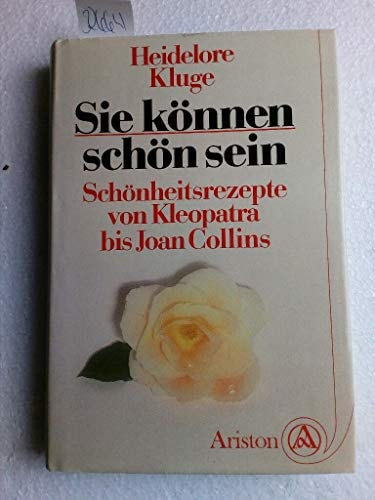 Heidelore
Kluge
Sie können
schön sein
Schönheitsrezepte
von Kleopatra
bis Joan Collins
Ariston